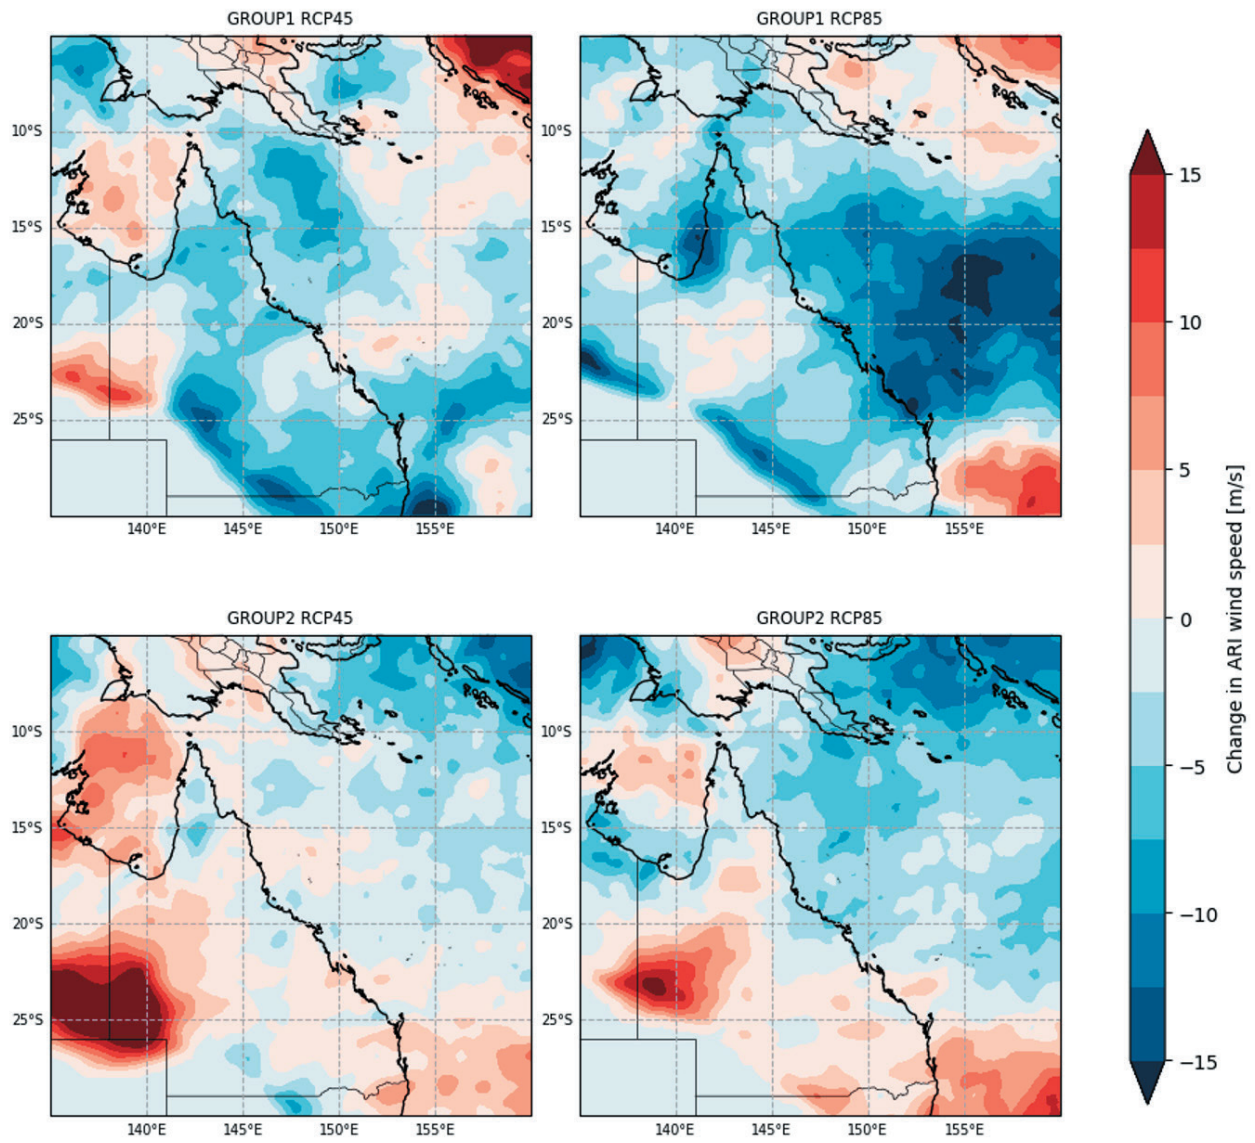 GROUP1 RCP45
GROUP1 RCP85
10°S
15°S
20°S
25°S
140°E 145°E 150°E 155°E
10°S
15°S
20°S
25°S
140°E 145°E 150°E 155°E
GROUP2 RCP45
GROUP2 RCP85
10°S
15°S
20°S
25°S
140°E 145°E 150°E 155°E
10°S
15°S
20°S
25°S
140°E 145°E 150°E 155°E
15
10
5
0
−5
−10
−15
Change in ARI wind speed [m/s]